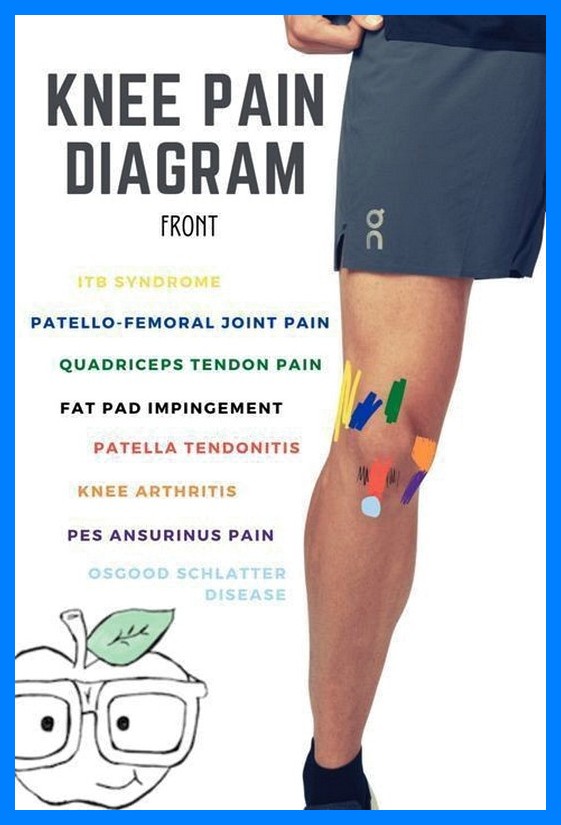 KNEE PAIN
DIAGRAM
FRONT
ITB SYNDROME
PATELLO-FEMORAL JOINT PAIN
QUADRICEPS TENDON PAIN
FAT PAD IMPINGEMENT
PATELLA TENDONITIS
KNEE ARTHRITIS
PES ANSURINUS PAIN
OSGOOD SCHLATTER
DISEASE